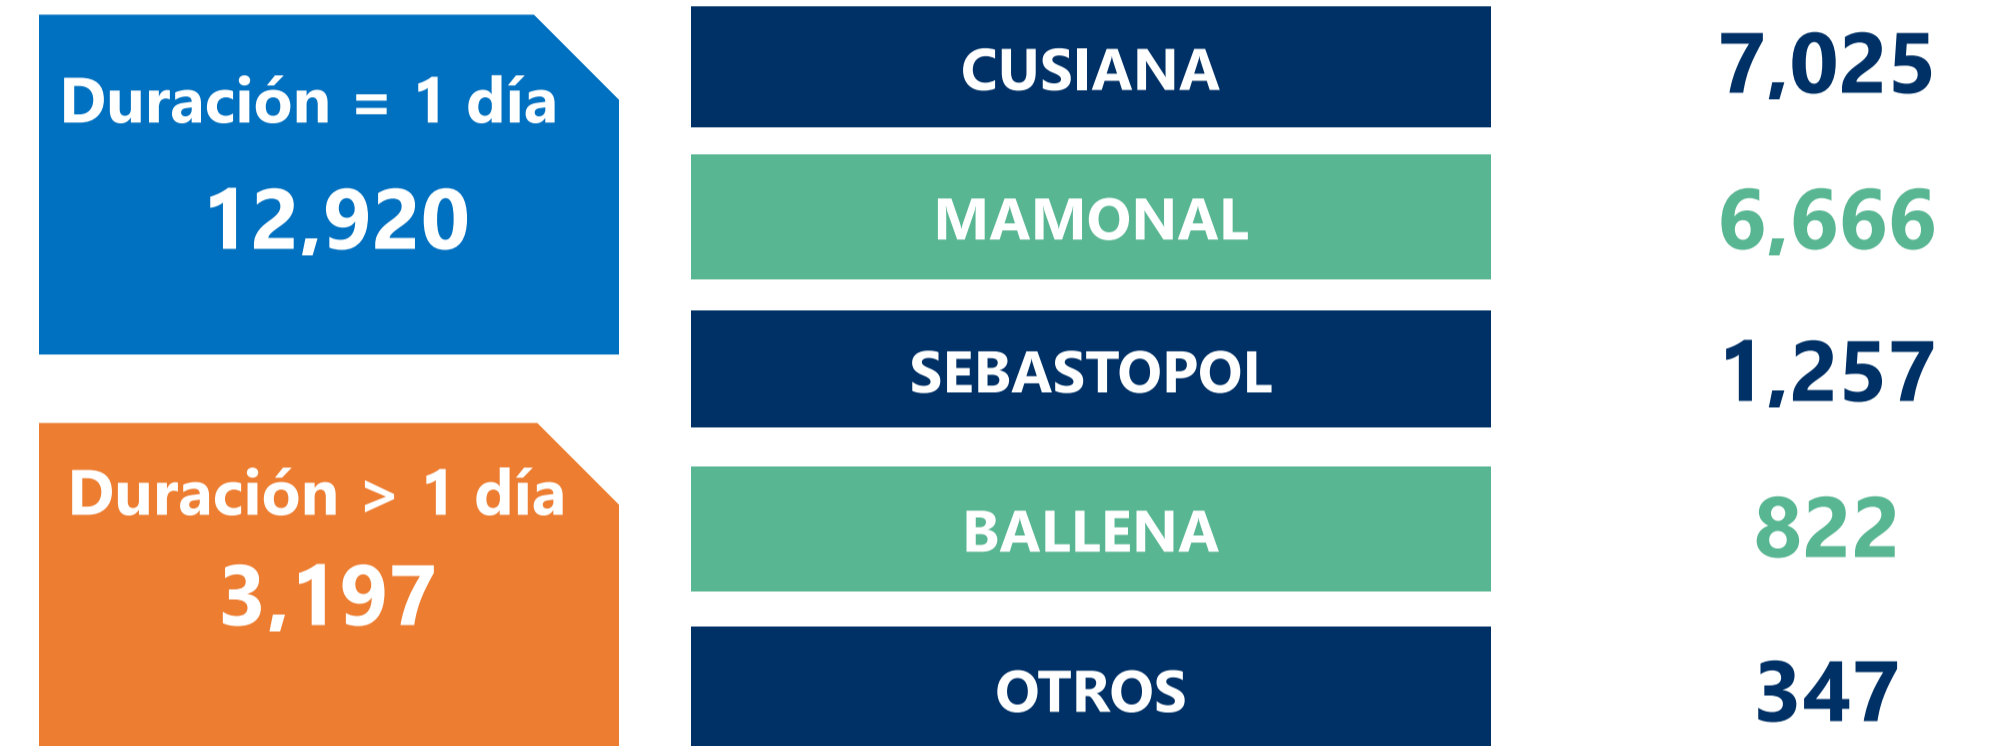 Duración = 1 día
12,920
Duración > 1 día
3,197
CUSIANA 7,025
MAMONAL 6,666
SEBASTOPOL 1,257
BALLENA 822
OTROS 347